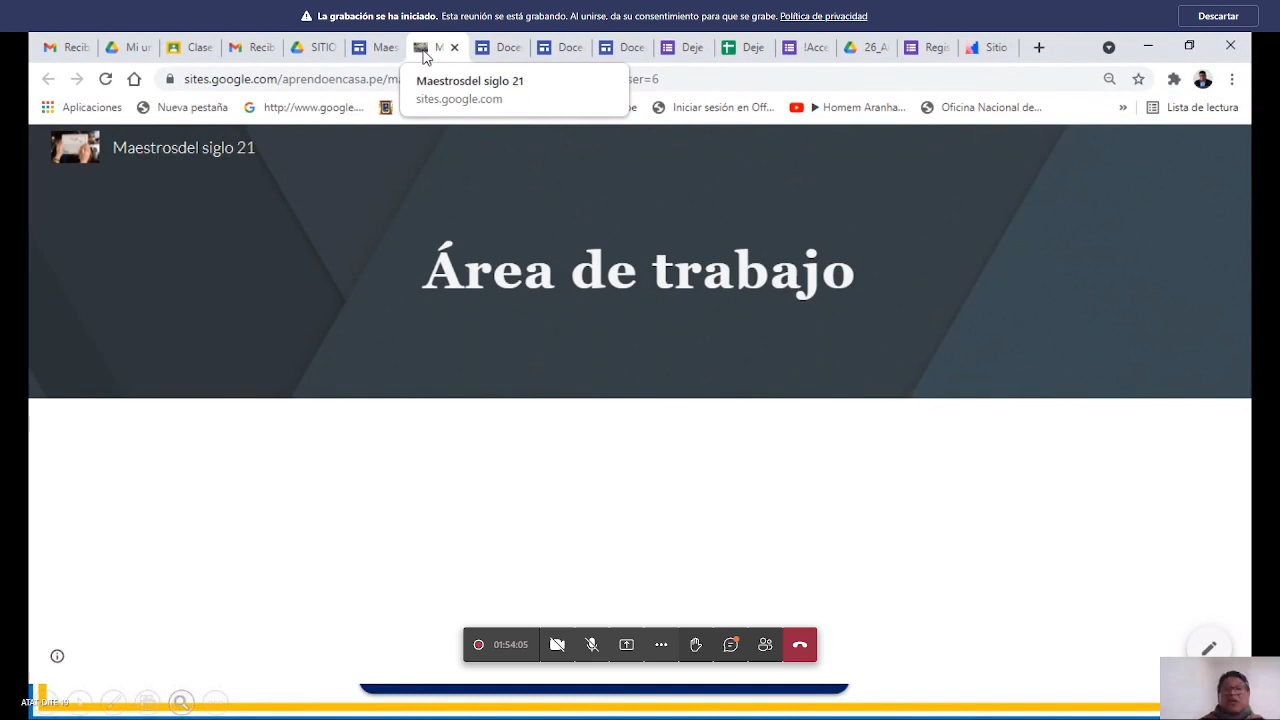 La grabación se ha iniciado. Esta reunión se está grabando. Al unirse, da su consentimiento para que se grabe. Política de privacidad
Descartar
Recib
Mi ur
Clase
Recib
SITIO
Maes
M
Doce
Doce
Doce
Deje
Deje
!Acce
26_A
Regis
Sitio
sites.google.com/aprendoencasa.pe/ma
ser=6
Maestrosdel siglo 21
sites.google.com
Aplicaciones
Nueva pestaña
http://www.google....
Iniciar sesión en Off...
▶ Homem Aranha...
Oficina Nacional de...
»
Lista de lectura
Maestrosdel siglo 21
Área de trabajo
01:54:05